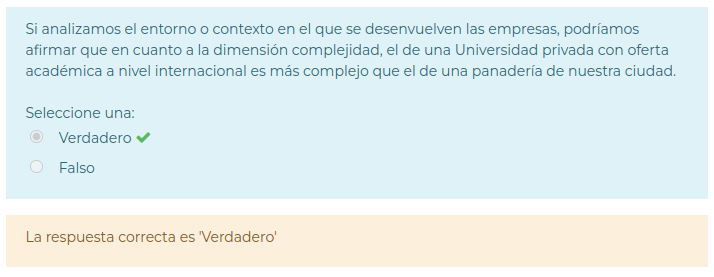 Si analizamos el entorno o contexto en el que se desenvuelven las empresas, podríamos
afirmar que en cuanto a la dimensión complejidad, el de una Universidad privada con oferta
académica a nivel internacional es más complejo que el de una panadería de nuestra ciudad.
Seleccione una:
Verdadero
Falso
La respuesta correcta es 'Verdadero'